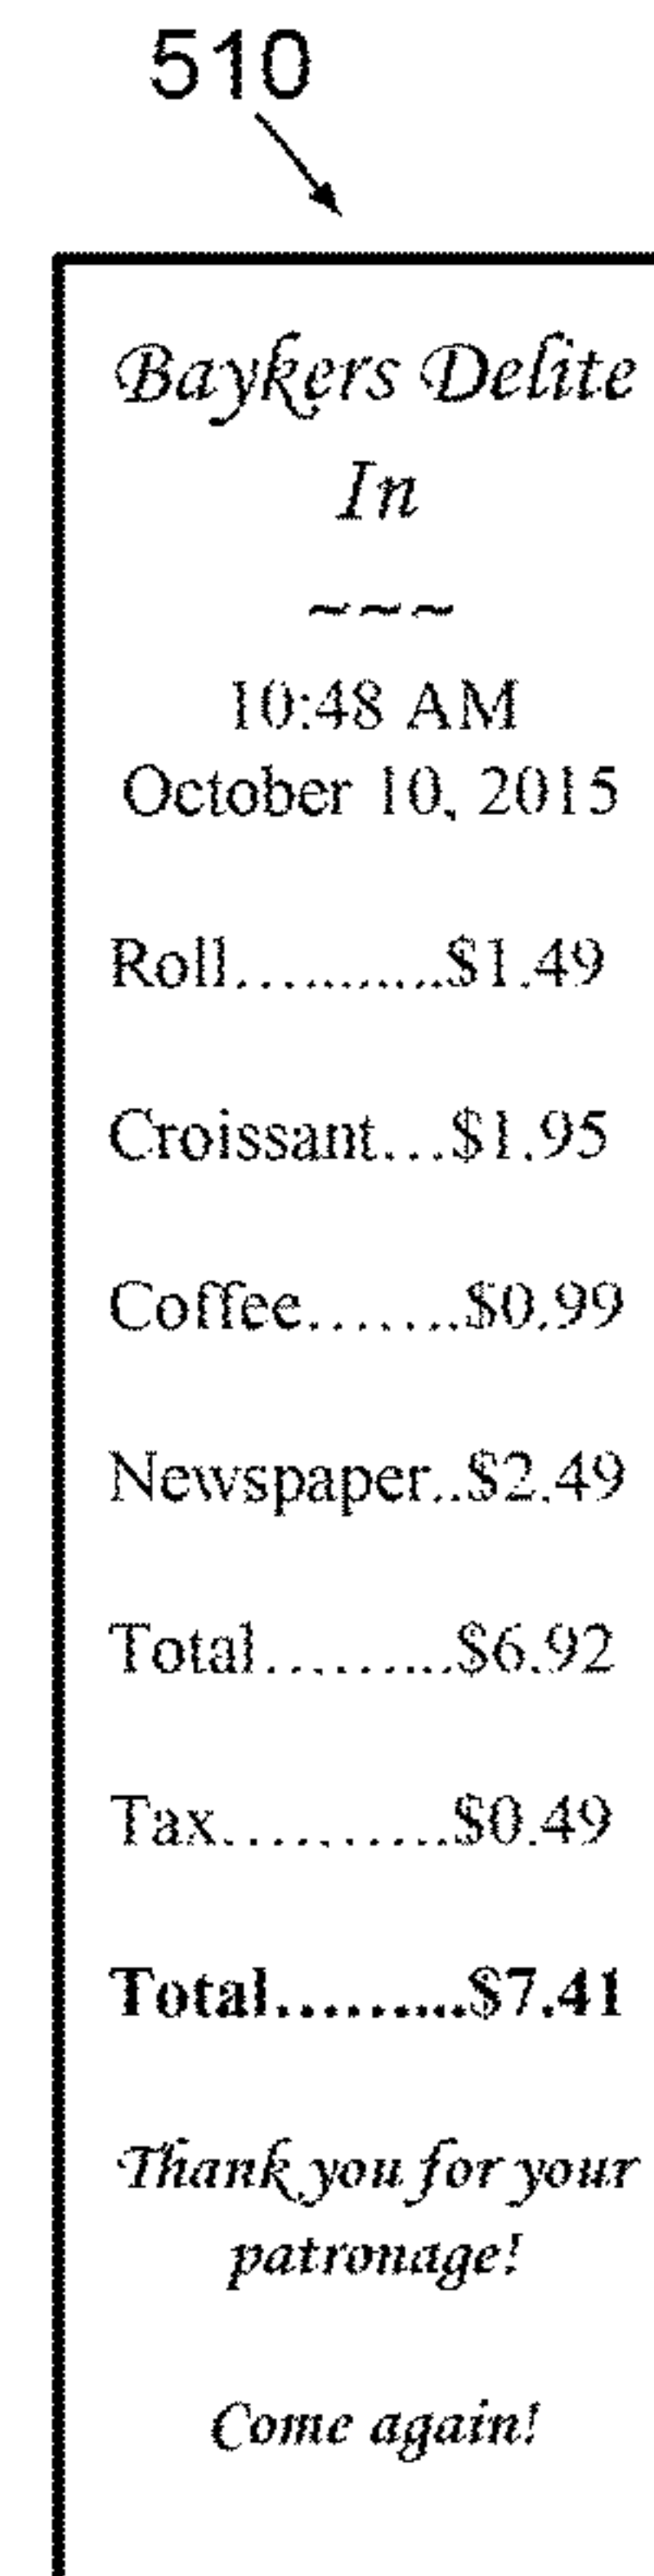 510
Baykers Delite
In
~~~
10:48 AM
October 10, 2015
Roll............$1.49
Croissant...$1.95
Coffee.......$0.99
Newspaper..$2.49
Total.........$6.92
Tax..........$0.49
Total.........$7.41
Thank you for your
patronage!
Come again!